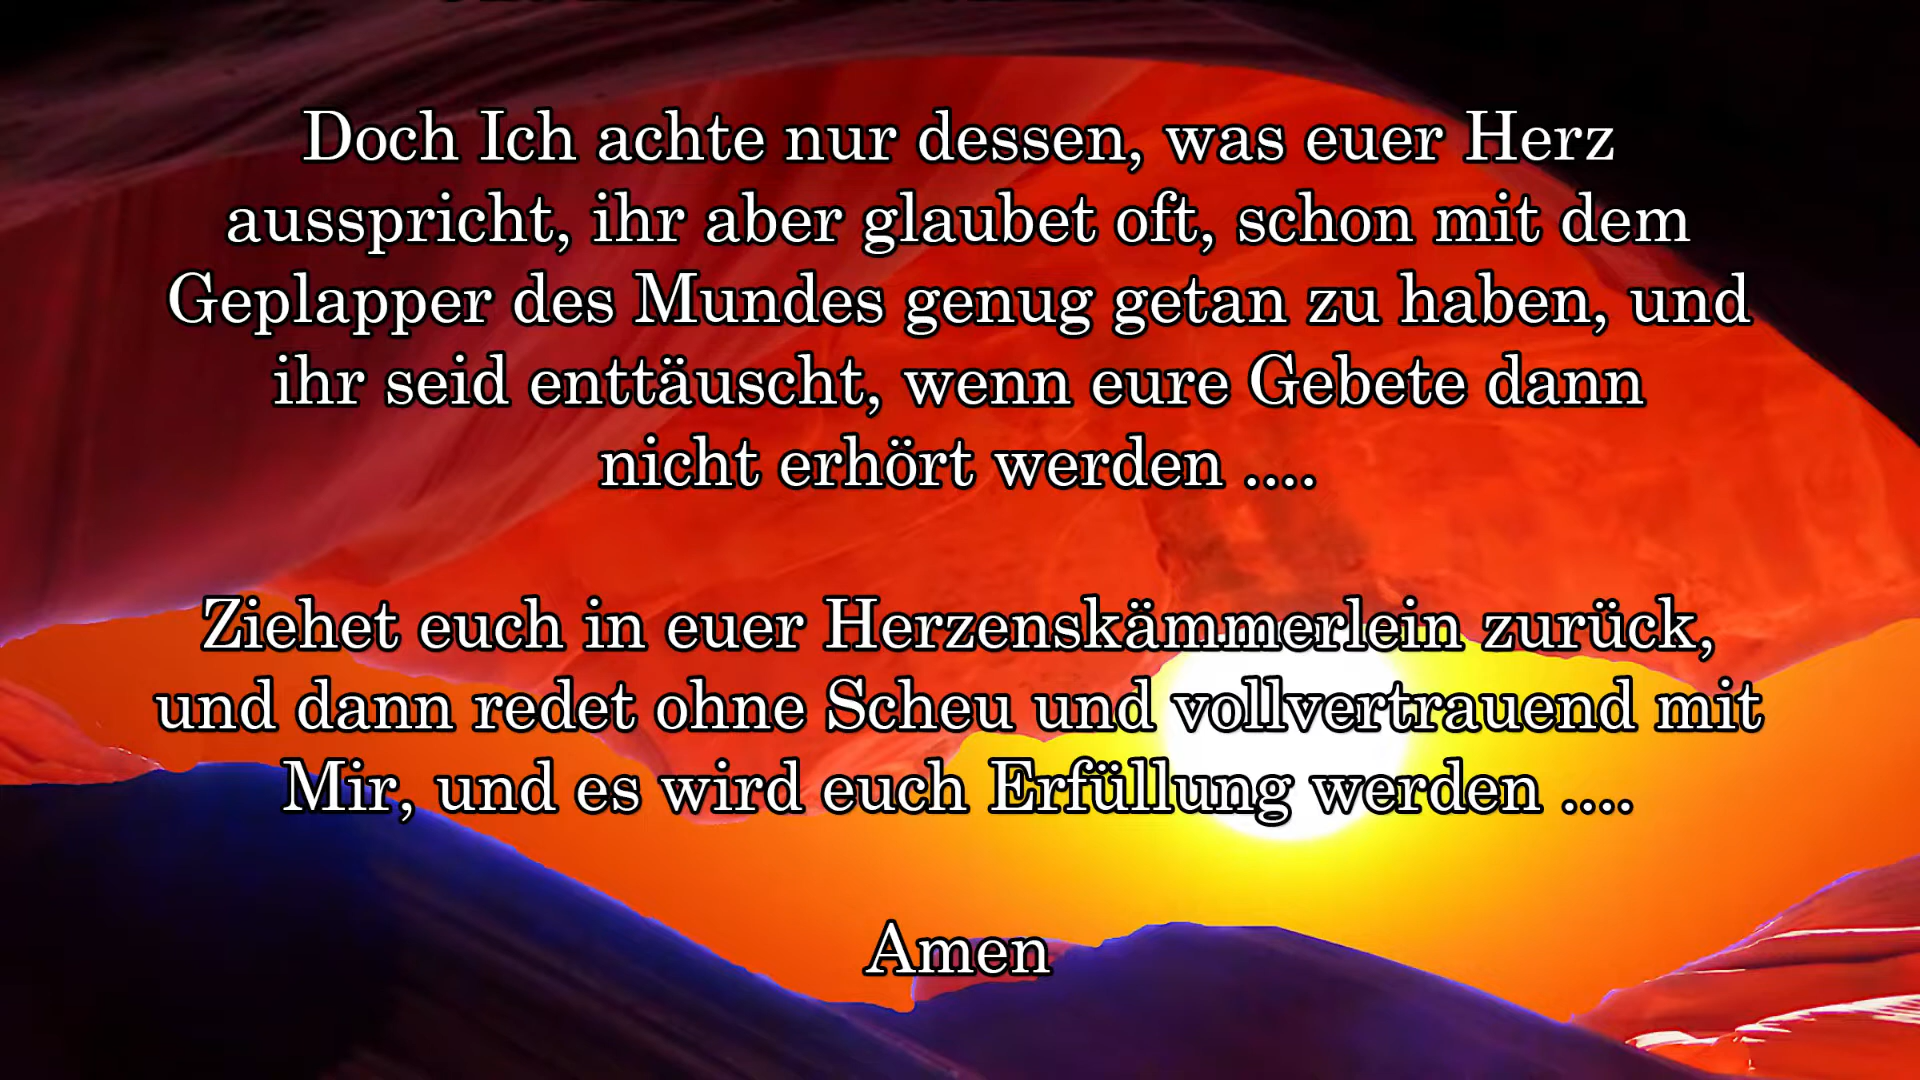 Doch Ich achte nur dessen, was euer Herz
ausspricht, ihr aber glaubet oft, schon mit dem
Geplapper des Mundes genug getan zu haben, und
ihr seid enttäuscht, wenn eure Gebete dann
nicht erhört werden ....
Ziehet euch in euer Herzenskämmerlein zurück,
und dann redet ohne Scheu und vollvertrauend mit
Mir, und es wird euch Erfüllung werden ....
Amen